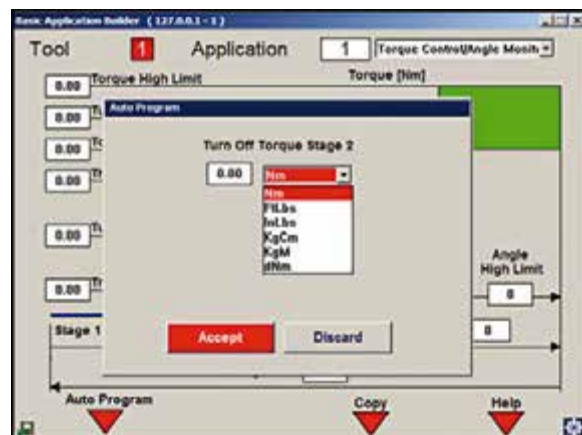 Basic Application Builder ( 127.0.0.1 - 1 )
Tool 1 Application 1 Torque Control/Angle Monit
0.00 Torque High Limit Torque [Nm]
0.00
Auto Program
0.00
0.00
Turn Off Torque Stage 2
0.00 Nm
Nm
FtLbs
InLbs
KgCm
KgM
dNm
0.00
Angle
High Limit
0.00
0
Stage 1
0
Accept Discard
Auto Program Copy Help